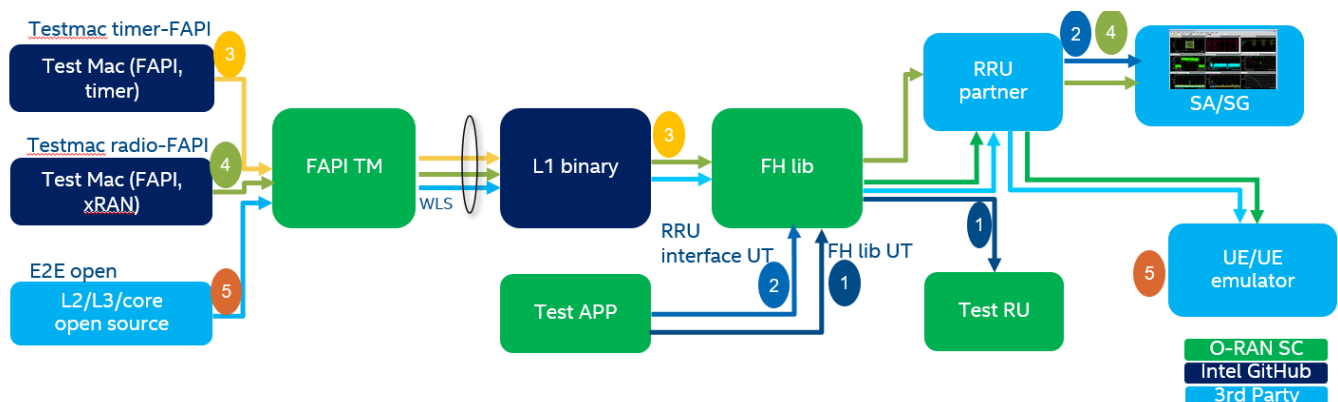 Testmac timer-FAPI
3
Test Mac (FAPI,
timer)
Testmac radio-FAPI
4
Test Mac (FAPI,
xRAN)
E2E open
5
L2/L3/core
open source
FAPI TM
WLS
L1 binary
3
FH lib
RRU
interface UT
2
FH lib UT
1
Test APP
RRU
partner
2
4
SA/SG
1
Test RU
5
UE/UE
emulator
O-RAN SC
Intel GitHub
3rd Party